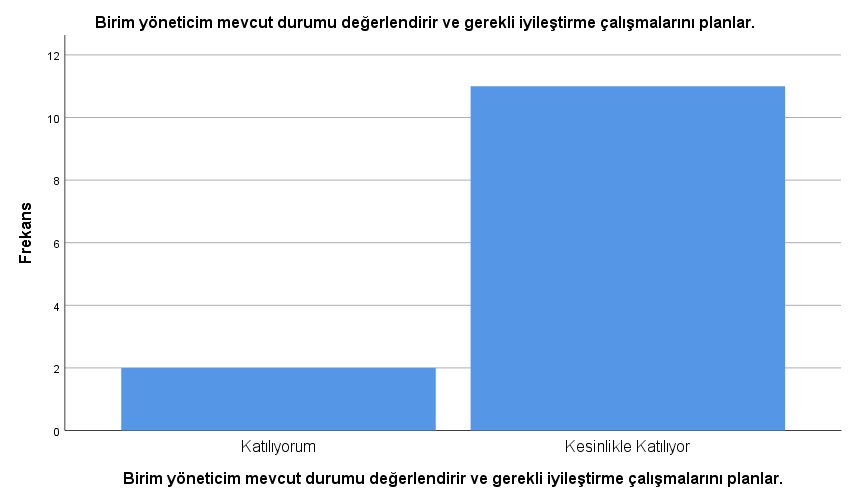 Birim yöneticim mevcut durumu değerlendirir ve gerekli iyileştirme çalışmalarını planlar.
12
10
8
6
4
2
0
Frekans
Katılıyorum
Kesinlikle Katılıyor
Birim yöneticim mevcut durumu değerlendirir ve gerekli iyileştirme çalışmalarını planlar.